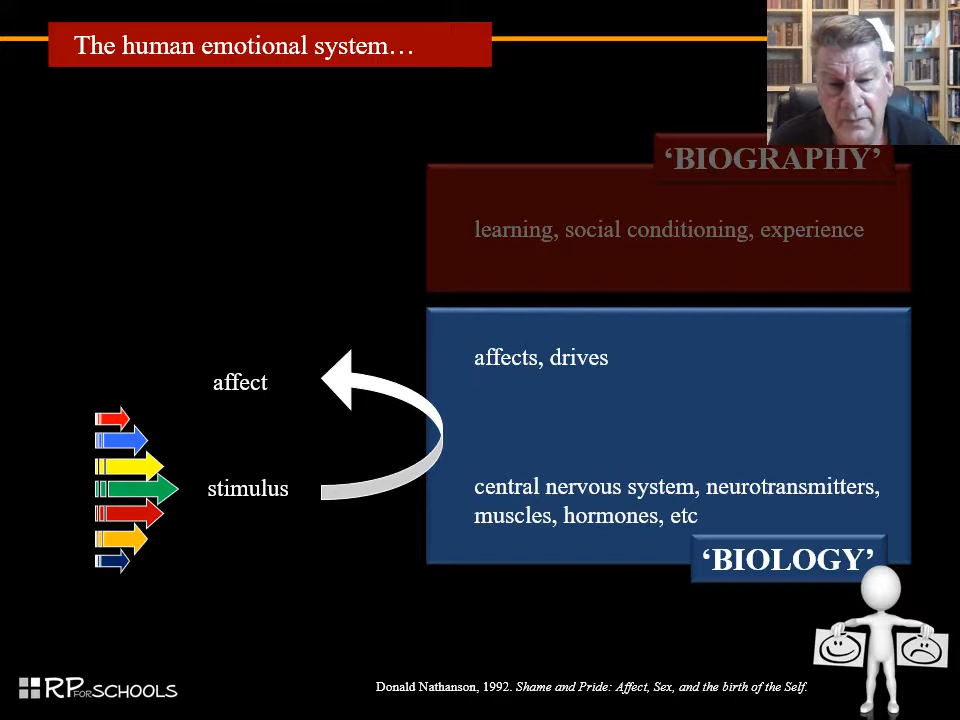 The human emotional system…
‘BIOGRAPHY’
learning, social conditioning, experience
affects, drives
affect
stimulus
central nervous system, neurotransmitters,
muscles, hormones, etc
‘BIOLOGY’
RP FOR SCHOOLS
Donald Nathanson, 1992. Shame and Pride: Affect, Sex, and the birth of the Self.